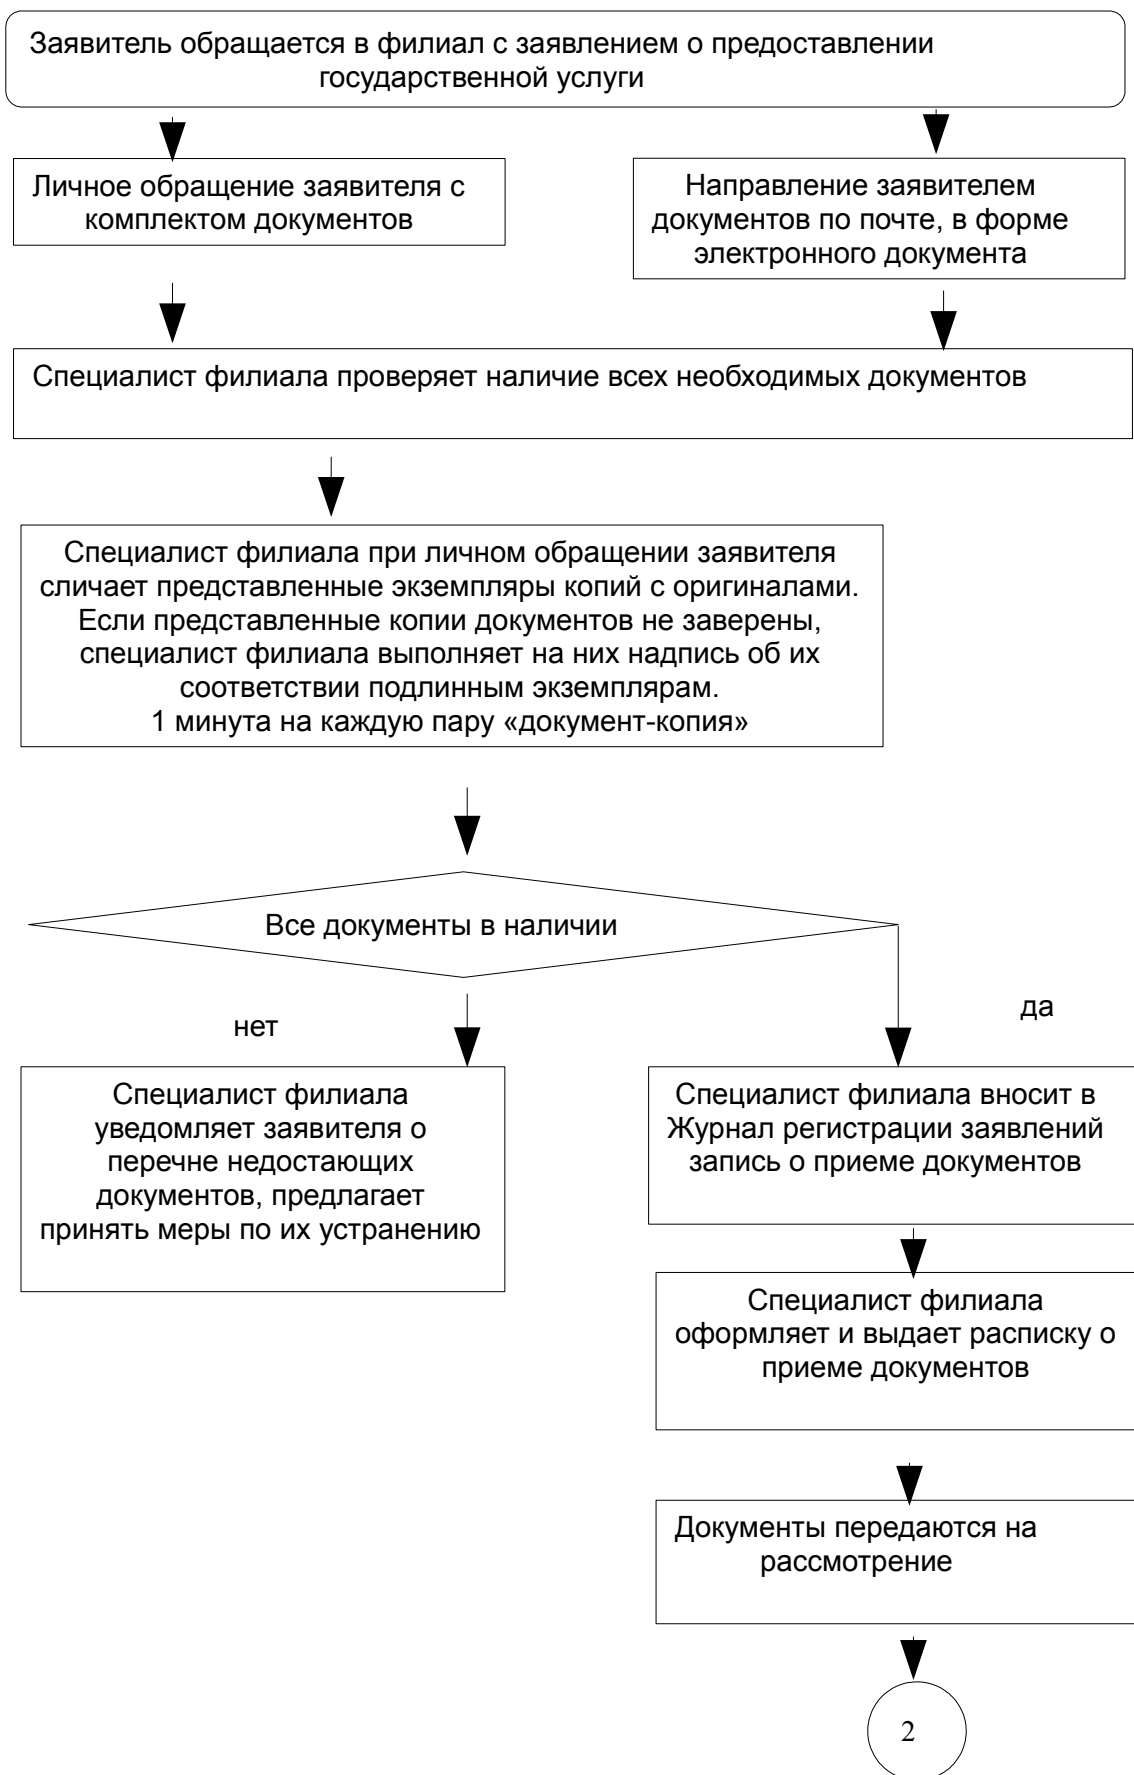 Заявитель обращается в филиал с заявлением о предоставлении
государственной услуги
Личное обращение заявителя с
комплектом документов
Направление заявителем
документов по почте, в форме
электронного документа
Специалист филиала проверяет наличие всех необходимых документов
Специалист филиала при личном обращении заявителя
сличает представленные экземпляры копий с оригиналами.
Если представленные копии документов не заверены,
специалист филиала выполняет на них надпись об их
соответствии подлинным экземплярам.
1 минута на каждую пару «документ-копия»
Все документы в наличии
нет
да
Специалист филиала
уведомляет заявителя о
перечне недостающих
документов, предлагает
принять меры по их устранению
Специалист филиала вносит в
Журнал регистрации заявлений
запись о приеме документов
Специалист филиала
оформляет и выдает расписку о
приеме документов
Документы передаются на
рассмотрение
2